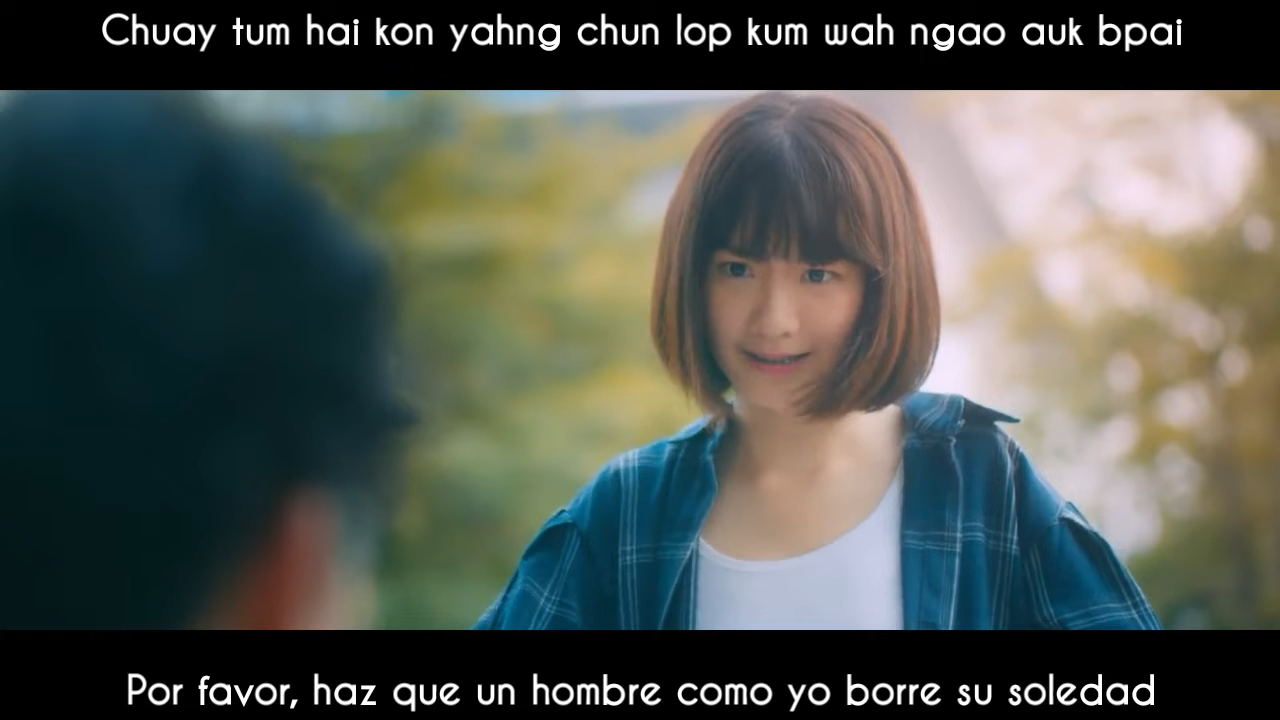 Chuay tum hai kon yahng chun lop kum wah ngao auk bpai
Por favor, haz que un hombre como yo borre su soledad